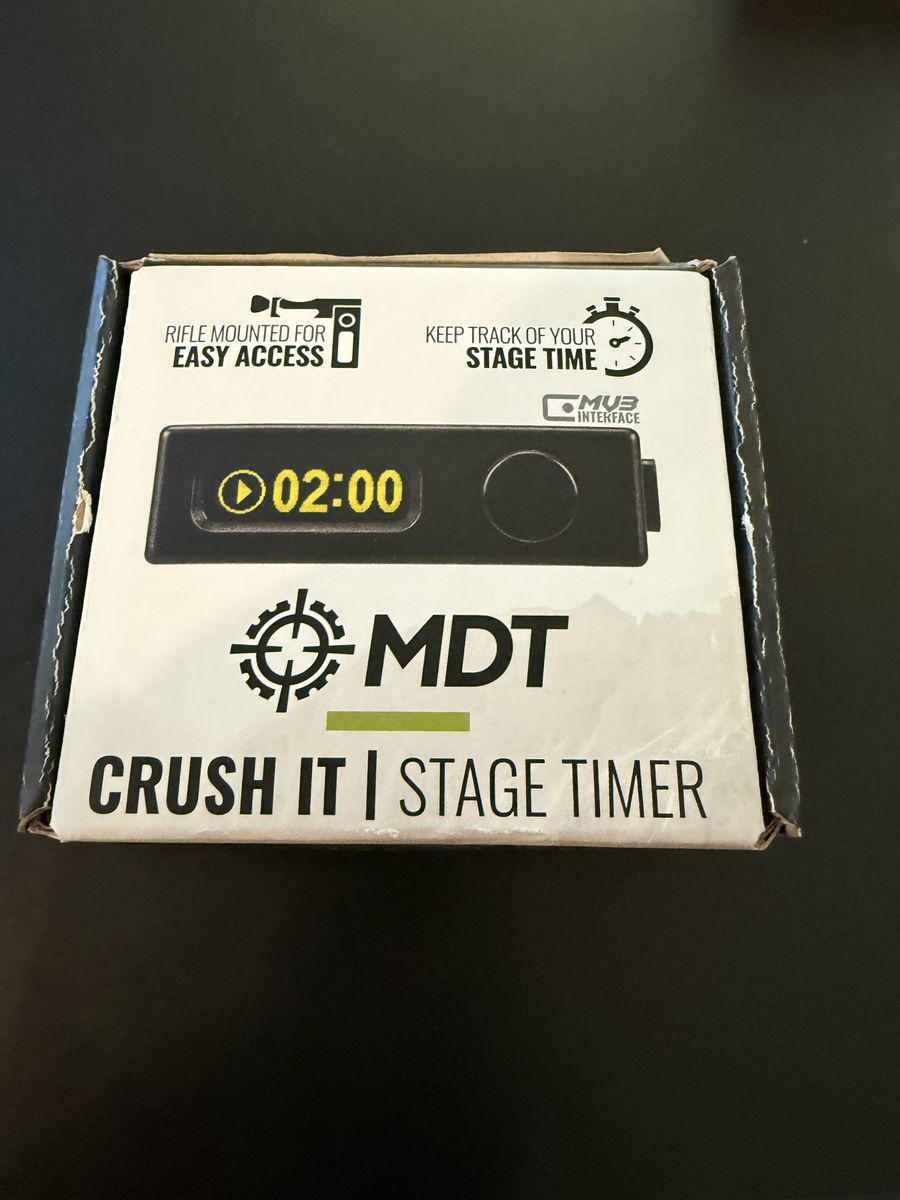 RIFLE MOUNTED FOR
EASY ACCESS
KEEP TRACK OF YOUR
STAGE TIME
MV3
INTERFACE
02:00
MDT
CRUSH IT | STAGE TIMER